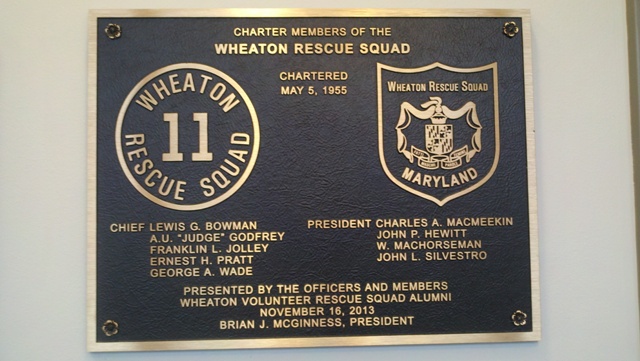 CHARTER MEMBERS OF THE
WHEATON RESCUE SQUAD
CHARTERED
MAY 5, 1955
WHEATON
11
RESCUE SQUAD
WHEATON RESCUE SQUAD
MARYLAND
CHIEF LEWIS G. BOWMAN
A.U. "JUDGE" GODFREY
FRANKLIN L. JOLLEY
ERNEST H. PRATT
GEORGE A. WADE
PRESIDENT CHARLES A. MACMEEKIN
JOHN P. HEWITT
W. MACHORSEMAN
JOHN L. SILVESTRO
PRESENTED BY THE OFFICERS AND MEMBERS
WHEATON VOLUNTEER RESCUE SQUAD ALUMNI
NOVEMBER 16, 2013
BRIAN J. MCGINNESS, PRESIDENT